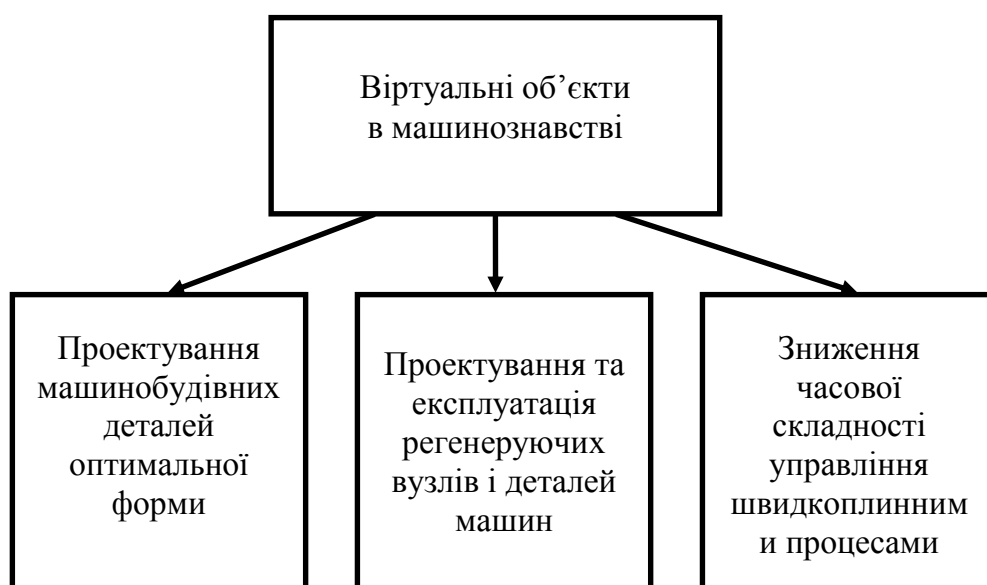 Віртуальні об’єкти
в машинознавстві
Проектування
машинобудівних
деталей
оптимальної
форми
Проектування та
експлуатація
регенеруючих
вузлів і деталей
машин
Зниження
часової
складності
управління
швидкоплинним
и процесами